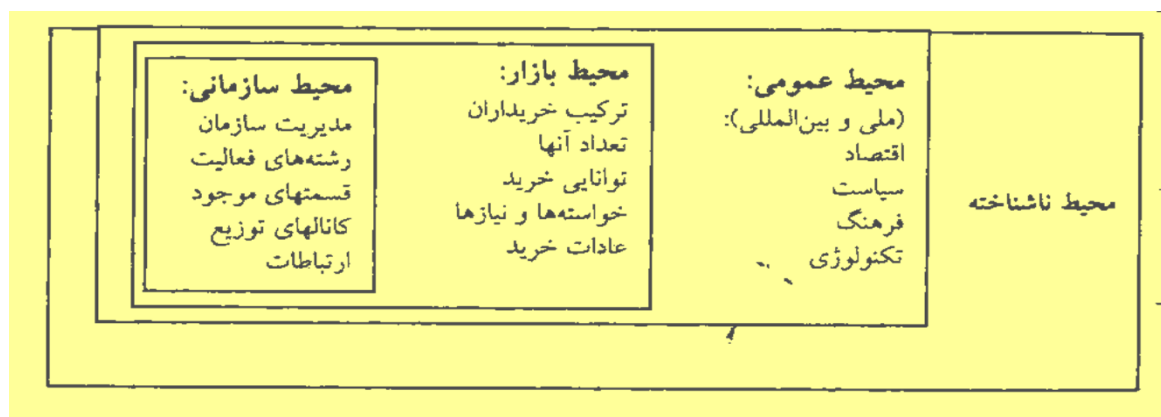 محیط ناشناخته
محیط عمومی:
(ملی و بین‌المللی):
اقتصاد
سیاست
فرهنگ
تکنولوژی
محیط بازار:
ترکیب خریداران
تعداد آنها
توانایی خرید
خواسته‌ها و نیازها
عادات خرید
محیط سازمانی:
مدیریت سازمان
رشته‌های فعالیت
قسمتهای موجود
کانالهای توزیع
ارتباطات